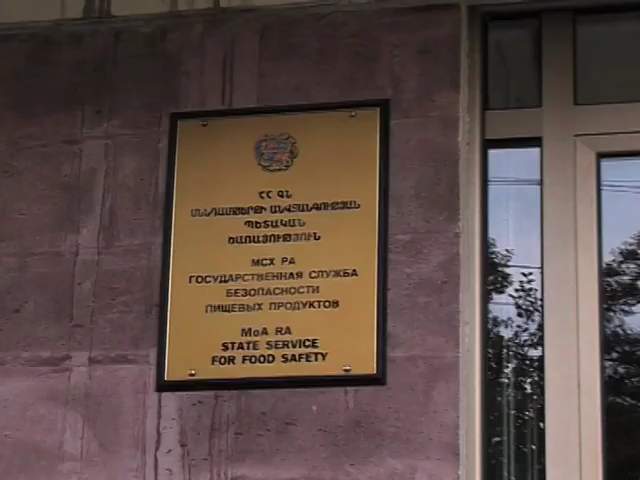 ՀՀ ԳՆ
ՍՆՆԴԱՄԹԵՐՔԻ ԱՆՎՏԱՆԳՈՒԹՅԱՆ
ՊԵՏԱԿԱՆ
ԾԱՌԱՅՈՒԹՅՈՒՆ
МСХ РА
ГОСУДАРСТВЕННАЯ СЛУЖБА
БЕЗОПАСНОСТИ
ПИЩЕВЫХ ПРОДУКТОВ
MoA RA
STATE SERVICE
FOR FOOD SAFETY